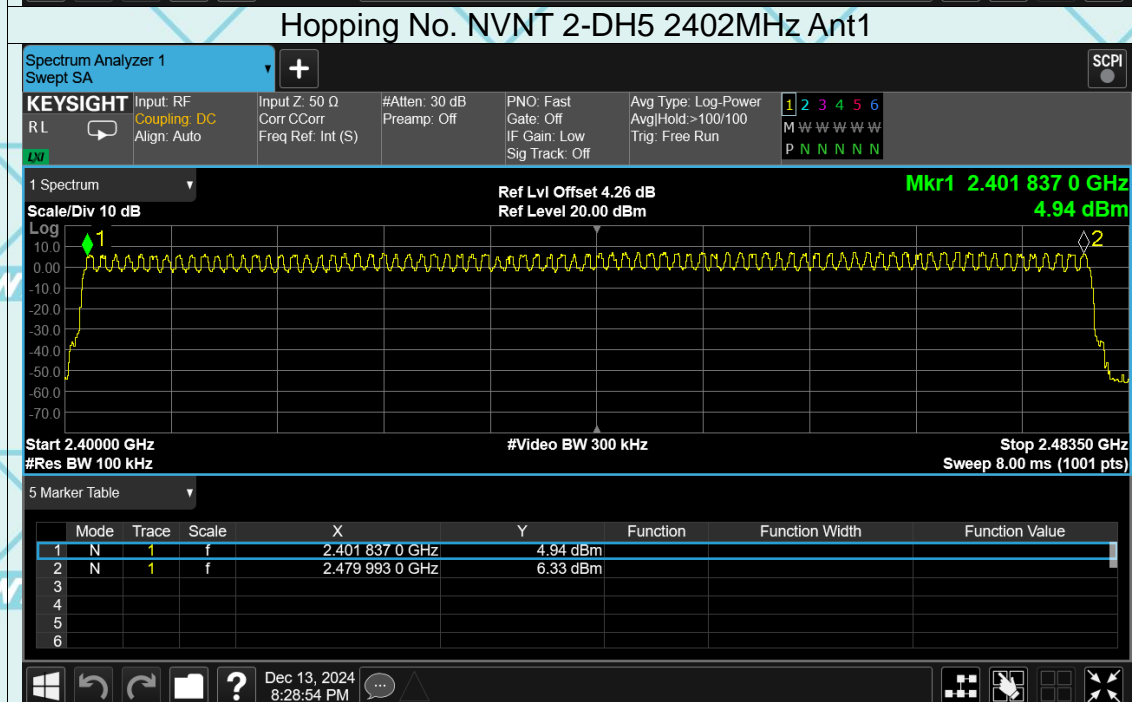 Hopping No. NVNT 2-DH5 2402MHz Ant1
Spectrum Analyzer 1
Swept SA
SCPI
KEYSIGHT
R L
LXI
Input: RF
Coupling: DC
Align: Auto
Input Z: 50 Ω
Corr CCorr
Freq Ref: Int (S)
#Atten: 30 dB
Preamp: Off
PNO: Fast
Gate: Off
IF Gain: Low
Sig Track: Off
Avg Type: Log-Power
Avg|Hold:>100/100
Trig: Free Run
1 2 3 4 5 6
M W W W W W
P N N N N N N
1 Spectrum
Scale/Div 10 dB
Ref Lvl Offset 4.26 dB
Ref Level 20.00 dBm
Mkr1 2.401 837 0 GHz
4.94 dBm
Log
1
2
10.0
0.00
-10.0
-20.0
-30.0
-40.0
-50.0
-60.0
-70.0
Start 2.40000 GHz
#Video BW 300 kHz
Stop 2.48350 GHz
#Res BW 100 kHz
Sweep 8.00 ms (1001 pts)
5 Marker Table
Mode Trace Scale X Y Function Function Width Function Value
1 N 1 f 2.401 837 0 GHz 4.94 dBm
2 N 1 f 2.479 993 0 GHz 6.33 dBm
3
4
5
6
?
Dec 13, 2024
8:28:54 PM